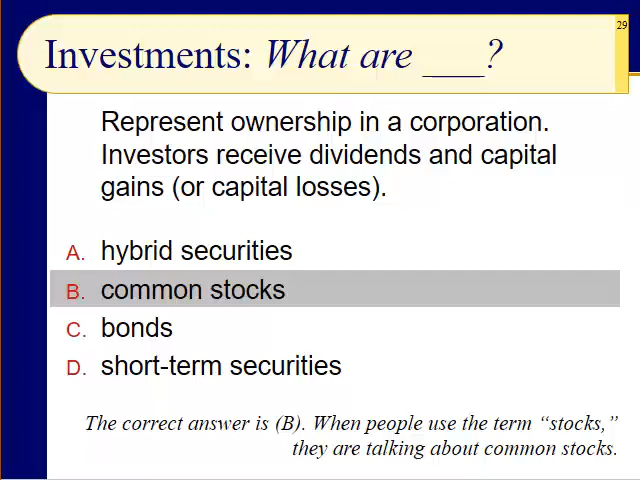 29
Investments: What are ___?
Represent ownership in a corporation.
Investors receive dividends and capital
gains (or capital losses).
A. hybrid securities
B. common stocks
C. bonds
D. short-term securities
The correct answer is (B). When people use the term “stocks,”
they are talking about common stocks.